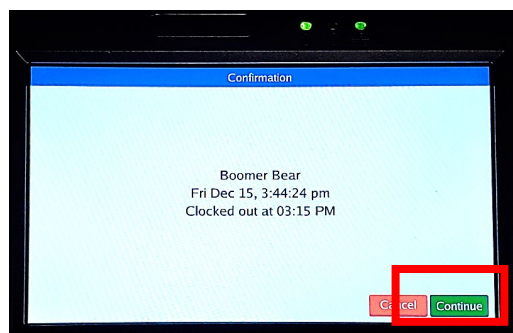 Confirmation
Boomer Bear
Fri Dec 15, 3:44:24 pm
Clocked out at 03:15 PM
Cancel Continue